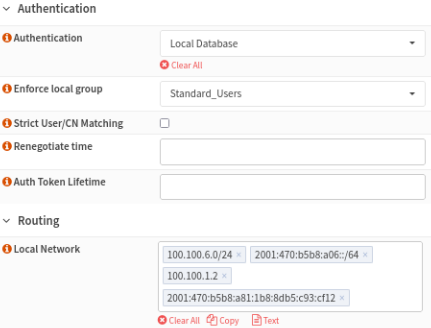 Authentication
Authentication
Local Database
Clear All
Enforce local group
Standard_Users
Strict User/CN Matching
Renegotiate time
Auth Token Lifetime
Routing
Local Network
100.100.6.0/24 × 2001:470:b5b8:a06::/64 ×
100.100.1.2 ×
2001:470:b5b8:a81:1b8:8db5:c93:cf12 ×
Clear All Copy Text